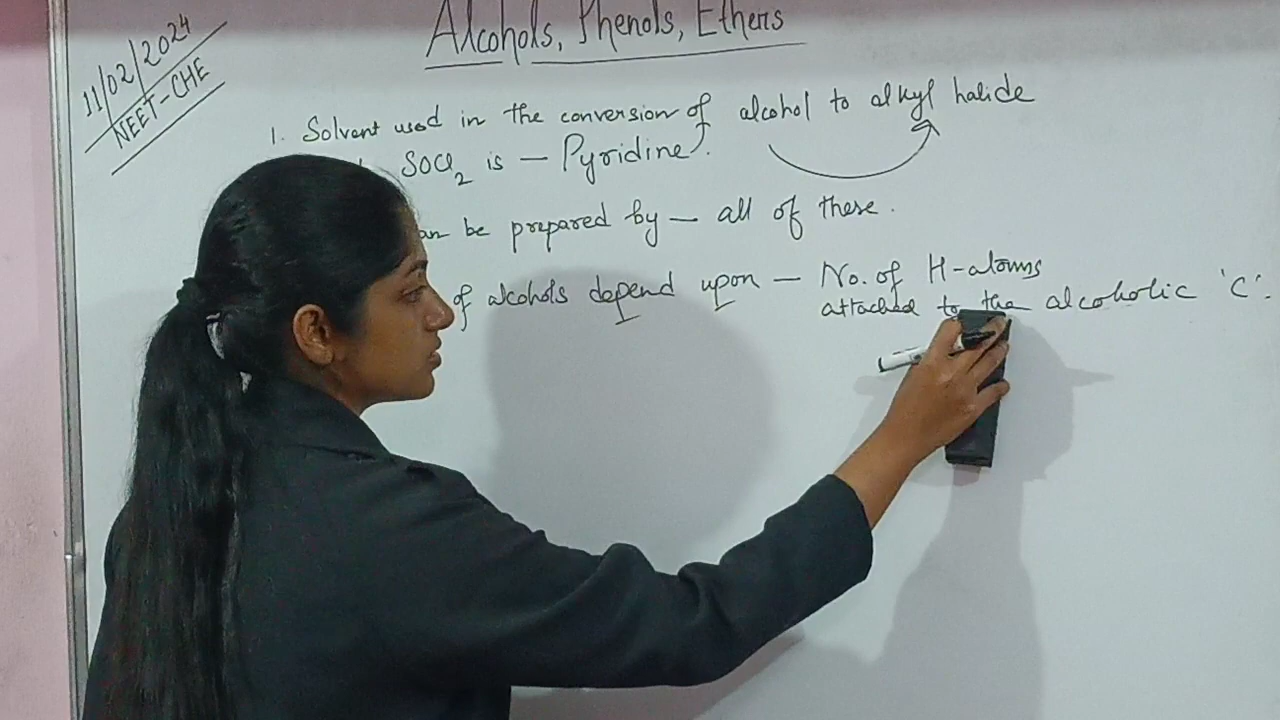 11/02/2024
NEET-CHE
Alcohols, Phenols, Ethers
1. Solvent used in the conversion of alcohol to alkyl halide
SOCl2 is — Pyridine.
be prepared by — all of these.
of alcohols depend upon — No. of H-atoms
attached to the alcoholic 'C'.